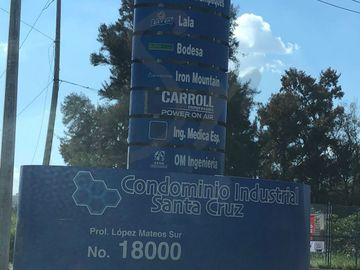 Lala
Bodesa
Iron Mountain
CARROLL
POWER ON AIR
Ing. Medica Esp.
OM Ingenieria
Condominio Industrial
Santa Cruz
Prol. López Mateos Sur
No. 18000